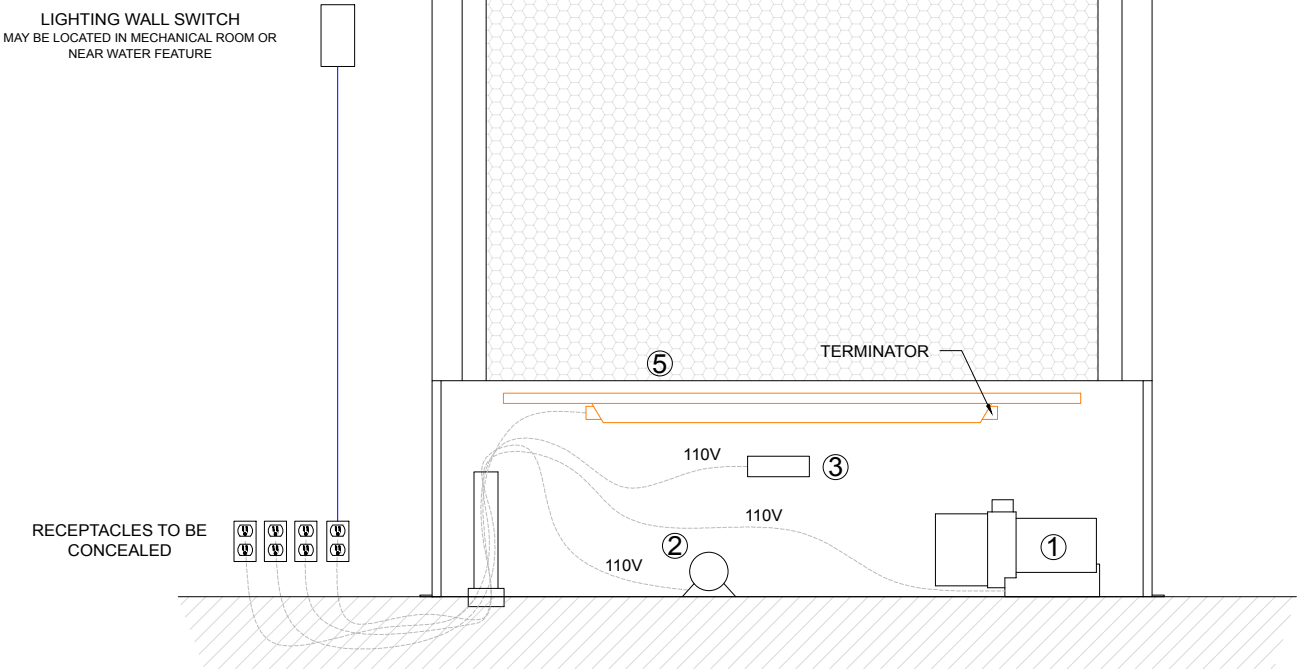 LIGHTING WALL SWITCH
MAY BE LOCATED IN MECHANICAL ROOM OR
NEAR WATER FEATURE
5
TERMINATOR
110V
3
RECEPTACLES TO BE
CONCEALED
110V
2
1
110V